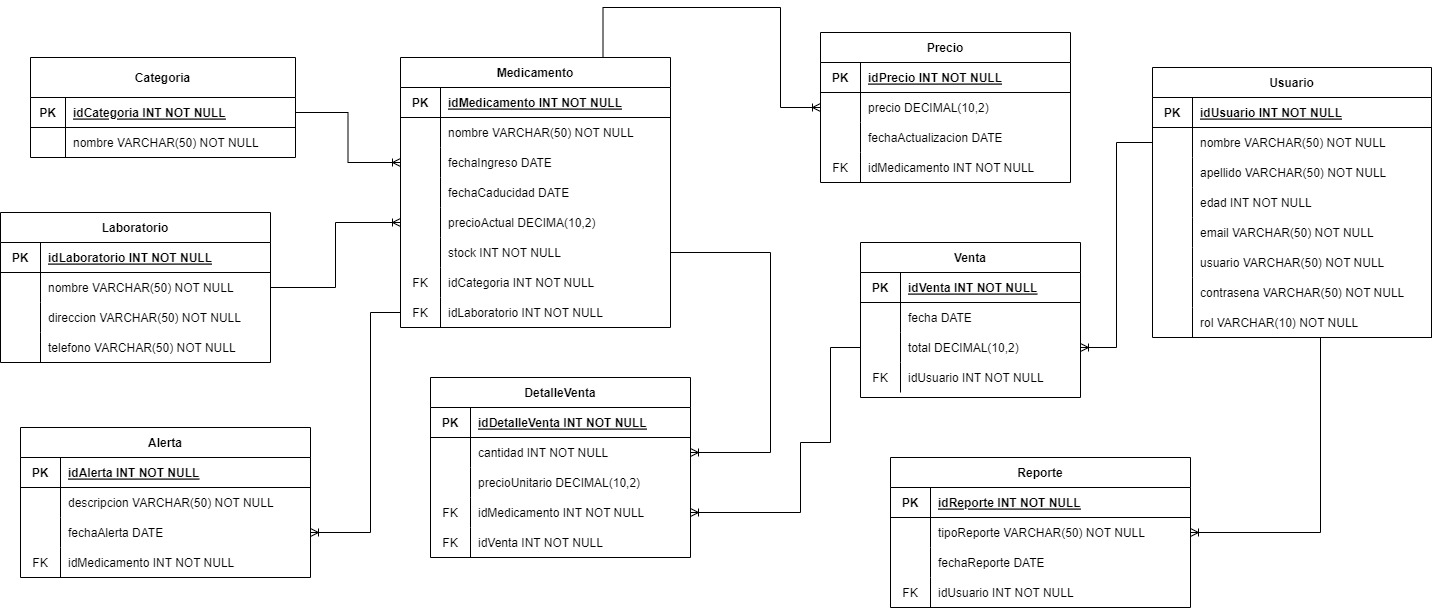 Categoria
PK idCategoria INT NOT NULL
nombre VARCHAR(50) NOT NULL
Laboratorio
PK idLaboratorio INT NOT NULL
nombre VARCHAR(50) NOT NULL
direccion VARCHAR(50) NOT NULL
telefono VARCHAR(50) NOT NULL
Alerta
PK idAlerta INT NOT NULL
descripcion VARCHAR(50) NOT NULL
fechaAlerta DATE
FK idMedicamento INT NOT NULL
Medicamento
PK idMedicamento INT NOT NULL
nombre VARCHAR(50) NOT NULL
fechaIngreso DATE
fechaCaducidad DATE
precioActual DECIMA(10,2)
stock INT NOT NULL
FK idCategoria INT NOT NULL
FK idLaboratorio INT NOT NULL
DetalleVenta
PK idDetalleVenta INT NOT NULL
cantidad INT NOT NULL
precioUnitario DECIMAL(10,2)
FK idMedicamento INT NOT NULL
FK idVenta INT NOT NULL
Precio
PK idPrecio INT NOT NULL
precio DECIMAL(10,2)
fechaActualizacion DATE
FK idMedicamento INT NOT NULL
Venta
PK idVenta INT NOT NULL
fecha DATE
total DECIMAL(10,2)
FK idUsuario INT NOT NULL
Usuario
PK idUsuario INT NOT NULL
nombre VARCHAR(50) NOT NULL
apellido VARCHAR(50) NOT NULL
edad INT NOT NULL
email VARCHAR(50) NOT NULL
usuario VARCHAR(50) NOT NULL
contrasena VARCHAR(50) NOT NULL
rol VARCHAR(10) NOT NULL
Reporte
PK idReporte INT NOT NULL
tipoReporte VARCHAR(50) NOT NULL
fechaReporte DATE
FK idUsuario INT NOT NULL